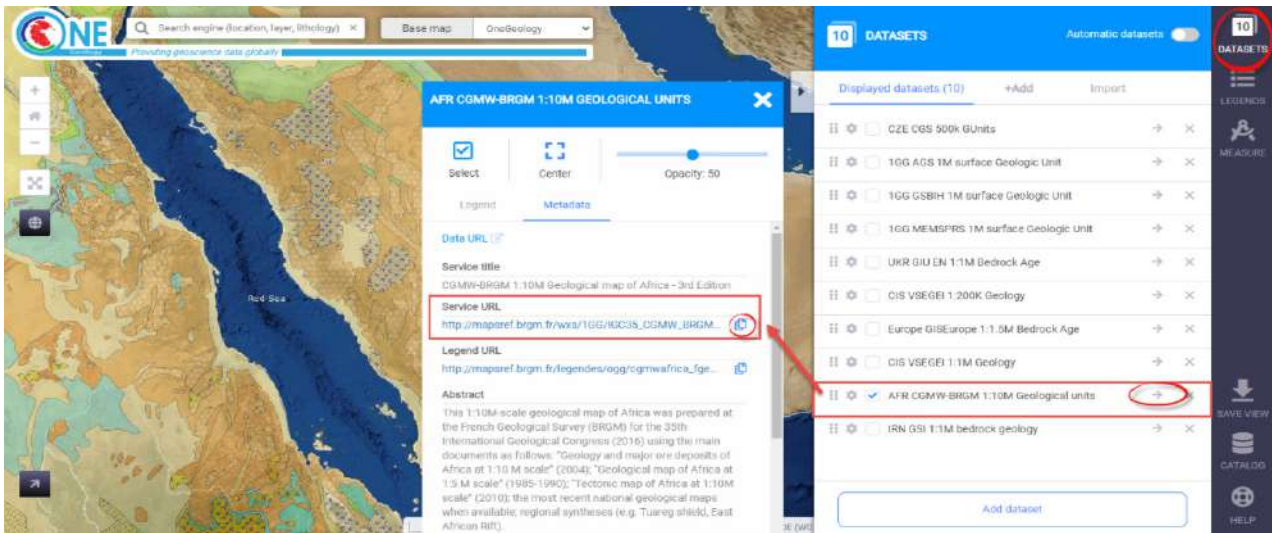 ONE
Search engine (location, layer, lithology) ×
Base map
OneGeology
Providing geoscience data globally
Red Sea
AFR CGMW-BRGM 1:10M GEOLOGICAL UNITS
Select
Center
Opacity: 50
Legend
Metadata
Data URL
Service title
CGMW-BRGM 1:10M Geological map of Africa - 3rd Edition
Service URL
http://mapsref.brgm.fr/wxs/1GG/IGC35_CGMW_BRGM...
Legend URL
http://mapsref.brgm.fr/legendes/ogg/cgmwafrica_fge...
Abstract
This 1:10M-scale geological map of Africa was prepared at
the French Geological Survey (BRGM) for the 35th
International Geological Congress (2016) using the main
documents as follows: "Geology and major ore deposits of
Africa at 1:10 M scale" (2004); "Geological map of Africa at
1:5 M scale" (1985-1990); "Tectonic map of Africa at 1:10M
scale" (2010); the most recent national geological maps
when available; regional syntheses (e.g. Tuareg shield, East
African Rift).
10 DATASETS
Automatic datasets
Displayed datasets (10)
+Add
Import
CZE CGS 500k GUnits
1GG AGS 1M surface Geologic Unit
1GG GSBIH 1M surface Geologic Unit
1GG MEMSPRS 1M surface Geologic Unit
UKR GIU EN 1:1M Bedrock Age
CIS VSEGEI 1:200K Geology
Europe GISEurope 1:1.5M Bedrock Age
CIS VSEGEI 1:1M Geology
AFR CGMW-BRGM 1:10M Geological units
IRN GSI 1:1M bedrock geology
Add dataset
10
DATASETS
LEGENDS
MEASURE
SAVE VIEW
CATALOG
HELP